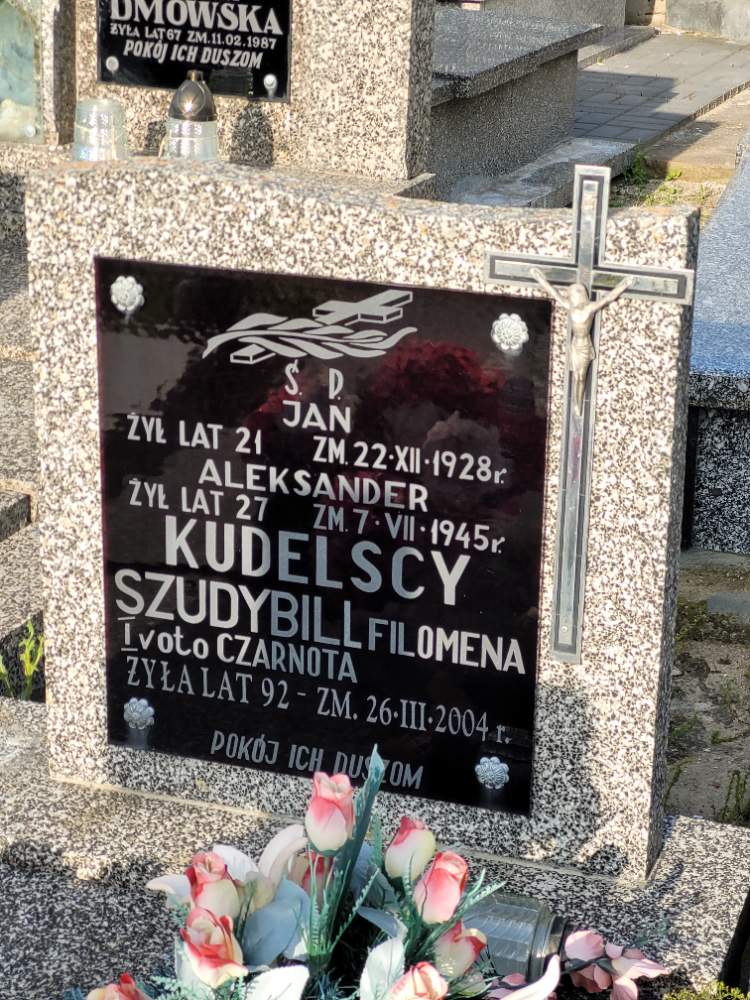 DMOWSKA
ŻYŁA LAT 67 ZM. 11.02.1987
POKÓJ ICH DUSZOM
Ś. P.
JAN
ŻYŁ LAT 21 ZM. 22·XII·1928r.
ALEKSANDER
ŻYŁ LAT 27 ZM. 7·VII·1945r.
KUDELSCY
SZUDYBILL FILOMENA
I voto CZARNOTA
ŻYŁA LAT 92 - ZM. 26·III·2004 r.
POKÓJ ICH DUSZOM